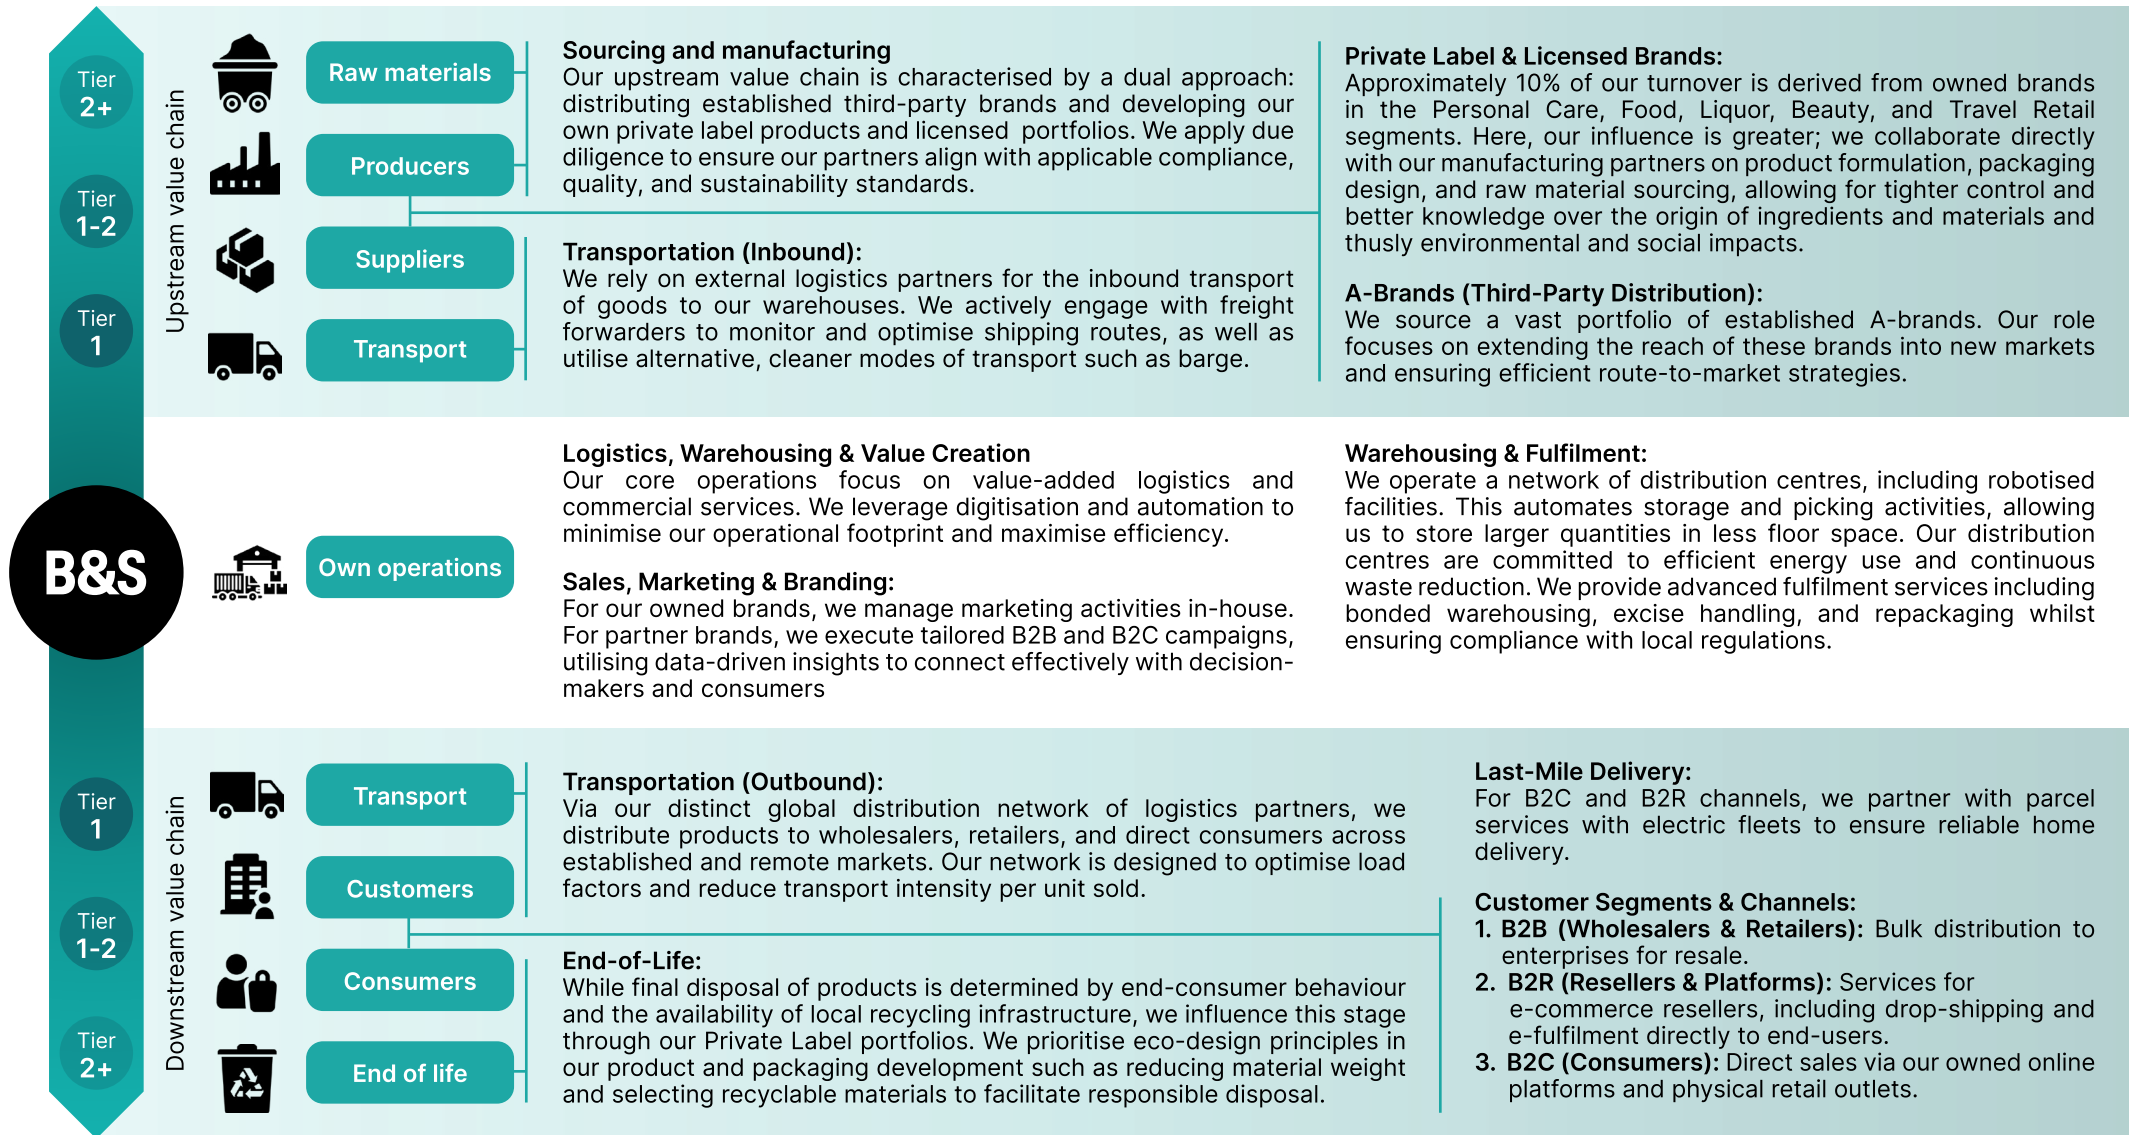 Tier
2+
Tier
1-2
Tier
1
Upstream value chain
Raw materials
Producers
Suppliers
Transport
Sourcing and manufacturing
Our upstream value chain is characterised by a dual approach:
distributing established third-party brands and developing our
own private label products and licensed portfolios. We apply due
diligence to ensure our partners align with applicable compliance,
quality, and sustainability standards.
Transportation (Inbound):
We rely on external logistics partners for the inbound transport
of goods to our warehouses. We actively engage with freight
forwarders to monitor and optimise shipping routes, as well as
utilise alternative, cleaner modes of transport such as barge.
Private Label & Licensed Brands:
Approximately 10% of our turnover is derived from owned brands
in the Personal Care, Food, Liquor, Beauty, and Travel Retail
segments. Here, our influence is greater; we collaborate directly
with our manufacturing partners on product formulation, packaging
design, and raw material sourcing, allowing for tighter control and
better knowledge over the origin of ingredients and materials and
thusly environmental and social impacts.
A-Brands (Third-Party Distribution):
We source a vast portfolio of established A-brands. Our role
focuses on extending the reach of these brands into new markets
and ensuring efficient route-to-market strategies.
B&S
Own operations
Logistics, Warehousing & Value Creation
Our core operations focus on value-added logistics and
commercial services. We leverage digitisation and automation to
minimise our operational footprint and maximise efficiency.
Sales, Marketing & Branding:
For our owned brands, we manage marketing activities in-house.
For partner brands, we execute tailored B2B and B2C campaigns,
utilising data-driven insights to connect effectively with decision-
makers and consumers
Warehousing & Fulfilment:
We operate a network of distribution centres, including robotised
facilities. This automates storage and picking activities, allowing
us to store larger quantities in less floor space. Our distribution
centres are committed to efficient energy use and continuous
waste reduction. We provide advanced fulfilment services including
bonded warehousing, excise handling, and repackaging whilst
ensuring compliance with local regulations.
Tier
1
Tier
1-2
Tier
2+
Downstream value chain
Transport
Customers
Consumers
End of life
Transportation (Outbound):
Via our distinct global distribution network of logistics partners, we
distribute products to wholesalers, retailers, and direct consumers across
established and remote markets. Our network is designed to optimise load
factors and reduce transport intensity per unit sold.
End-of-Life:
While final disposal of products is determined by end-consumer behaviour
and the availability of local recycling infrastructure, we influence this stage
through our Private Label portfolios. We prioritise eco-design principles in
our product and packaging development such as reducing material weight
and selecting recyclable materials to facilitate responsible disposal.
Last-Mile Delivery:
For B2C and B2R channels, we partner with parcel
services with electric fleets to ensure reliable home
delivery.
Customer Segments & Channels:
1. B2B (Wholesalers & Retailers): Bulk distribution to
enterprises for resale.
2. B2R (Resellers & Platforms): Services for
e-commerce resellers, including drop-shipping and
e-fulfilment directly to end-users.
3. B2C (Consumers): Direct sales via our owned online
platforms and physical retail outlets.